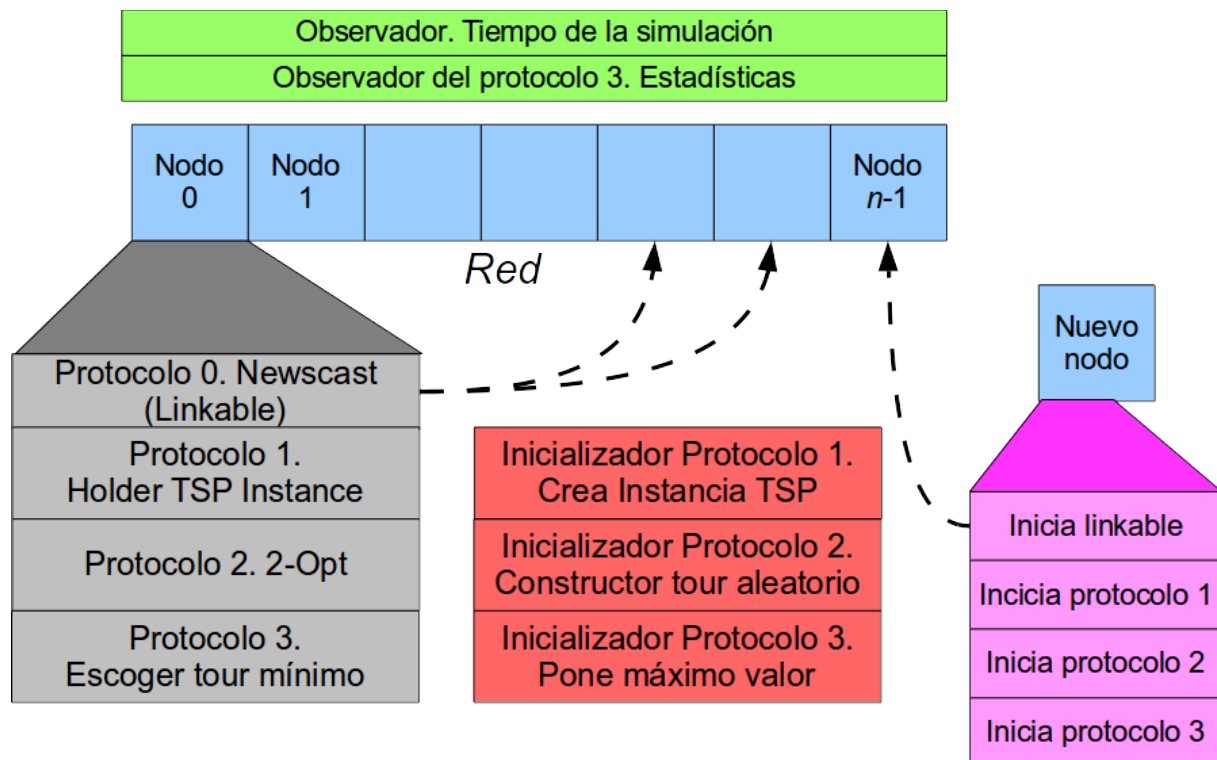 Observador. Tiempo de la simulación
Observador del protocolo 3. Estadísticas
Nodo
0
Nodo
1
Nodo
n-1
Red
Protocolo 0. Newscast
(Linkable)
Protocolo 1.
Holder TSP Instance
Protocolo 2. 2-Opt
Protocolo 3.
Escoger tour mínimo
Inicializador Protocolo 1.
Crea Instancia TSP
Inicializador Protocolo 2.
Constructor tour aleatorio
Inicializador Protocolo 3.
Pone máximo valor
Nuevo
nodo
Inicia linkable
Incicia protocolo 1
Inicia protocolo 2
Inicia protocolo 3